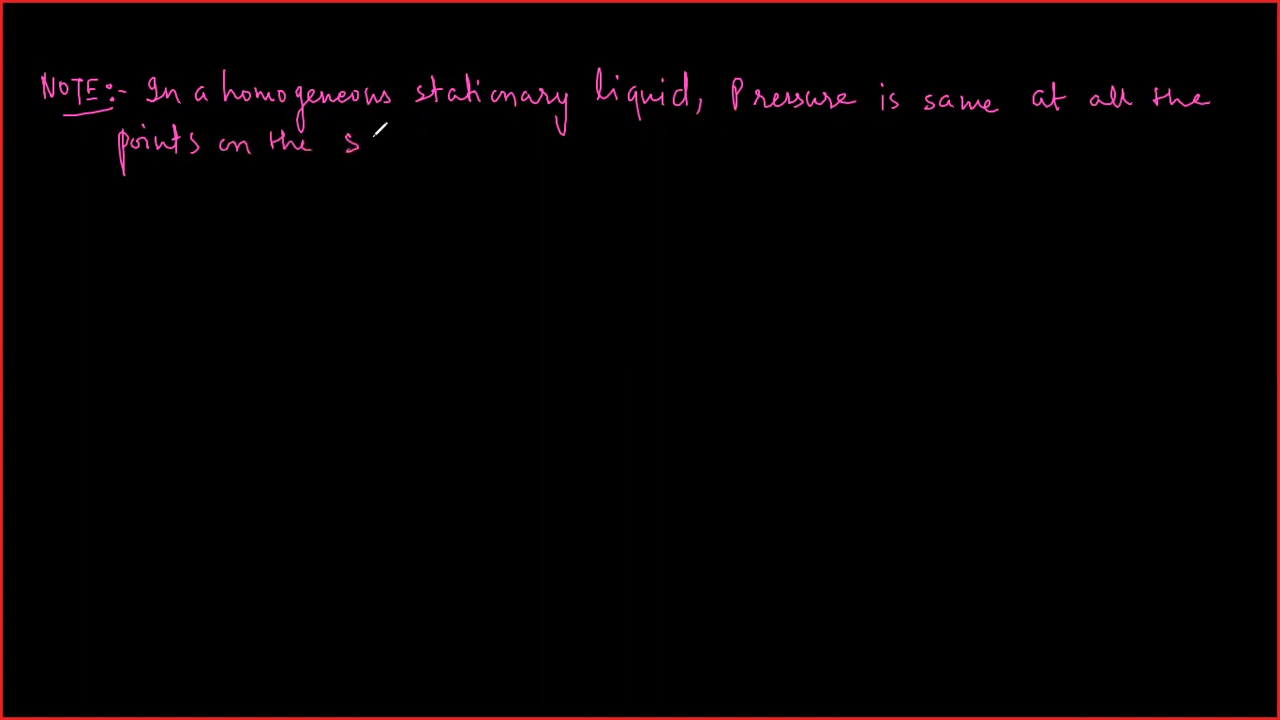 NOTE:- In a homogeneous stationary liquid, Pressure is same at all the
points on the s